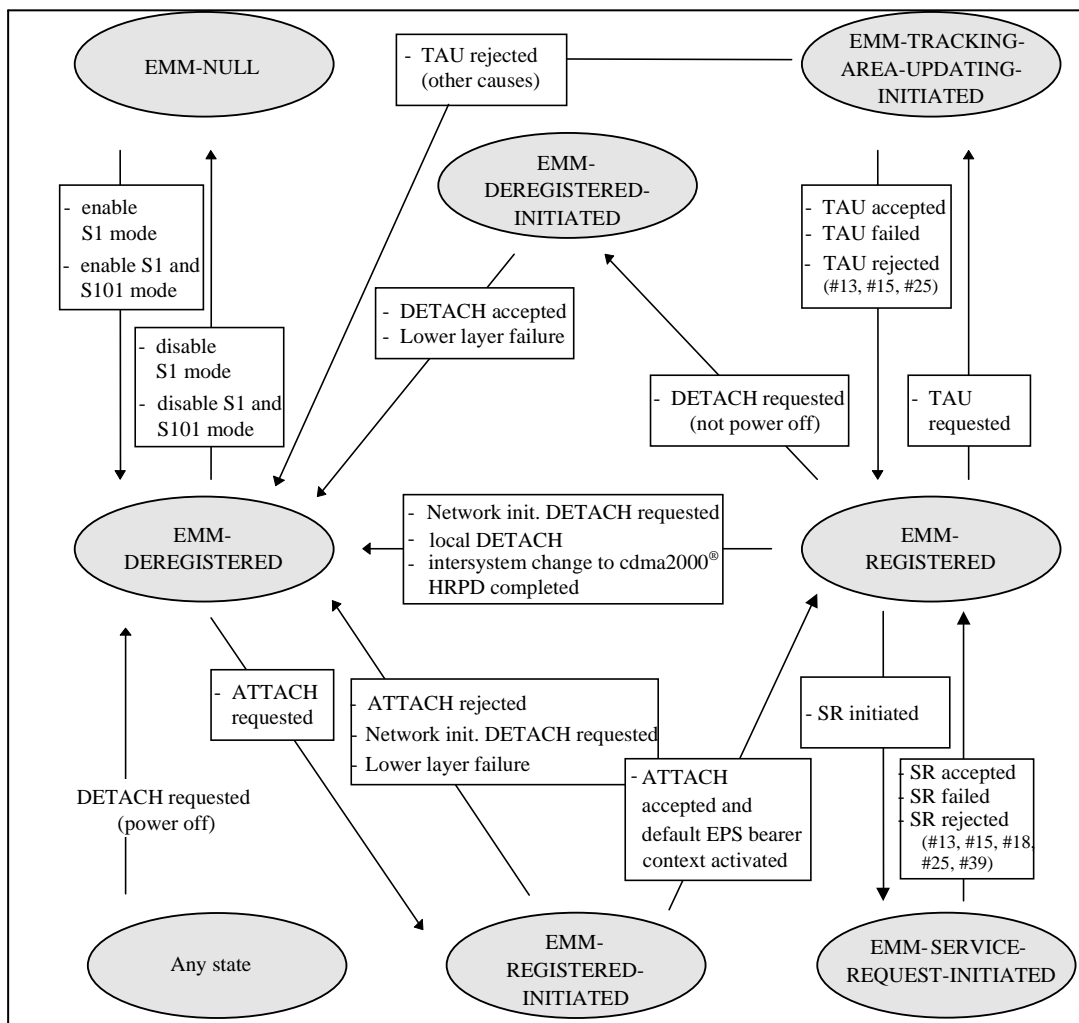 EMM-NULL
- TAU rejected
(other causes)
EMM-TRACKING-
AREA-UPDATING-
INITIATED
EMM-
DEREGISTERED-
INITIATED
- enable
S1 mode
- enable S1 and
S101 mode
- TAU accepted
- TAU failed
- TAU rejected
(#13, #15, #25)
- DETACH accepted
- Lower layer failure
- disable
S1 mode
- disable S1 and
S101 mode
- DETACH requested
(not power off)
- TAU
requested
EMM-
DEREGISTERED
- Network init. DETACH requested
- local DETACH
- intersystem change to cdma2000®
HRPD completed
EMM-
REGISTERED
- ATTACH
requested
- ATTACH rejected
- Network init. DETACH requested
- Lower layer failure
- SR initiated
DETACH requested
(power off)
- ATTACH
accepted and
default EPS bearer
context activated
- SR accepted
- SR failed
- SR rejected
(#13, #15, #18,
#25, #39)
Any state
EMM-
REGISTERED-
INITIATED
EMM-SERVICE-
REQUEST-INITIATED